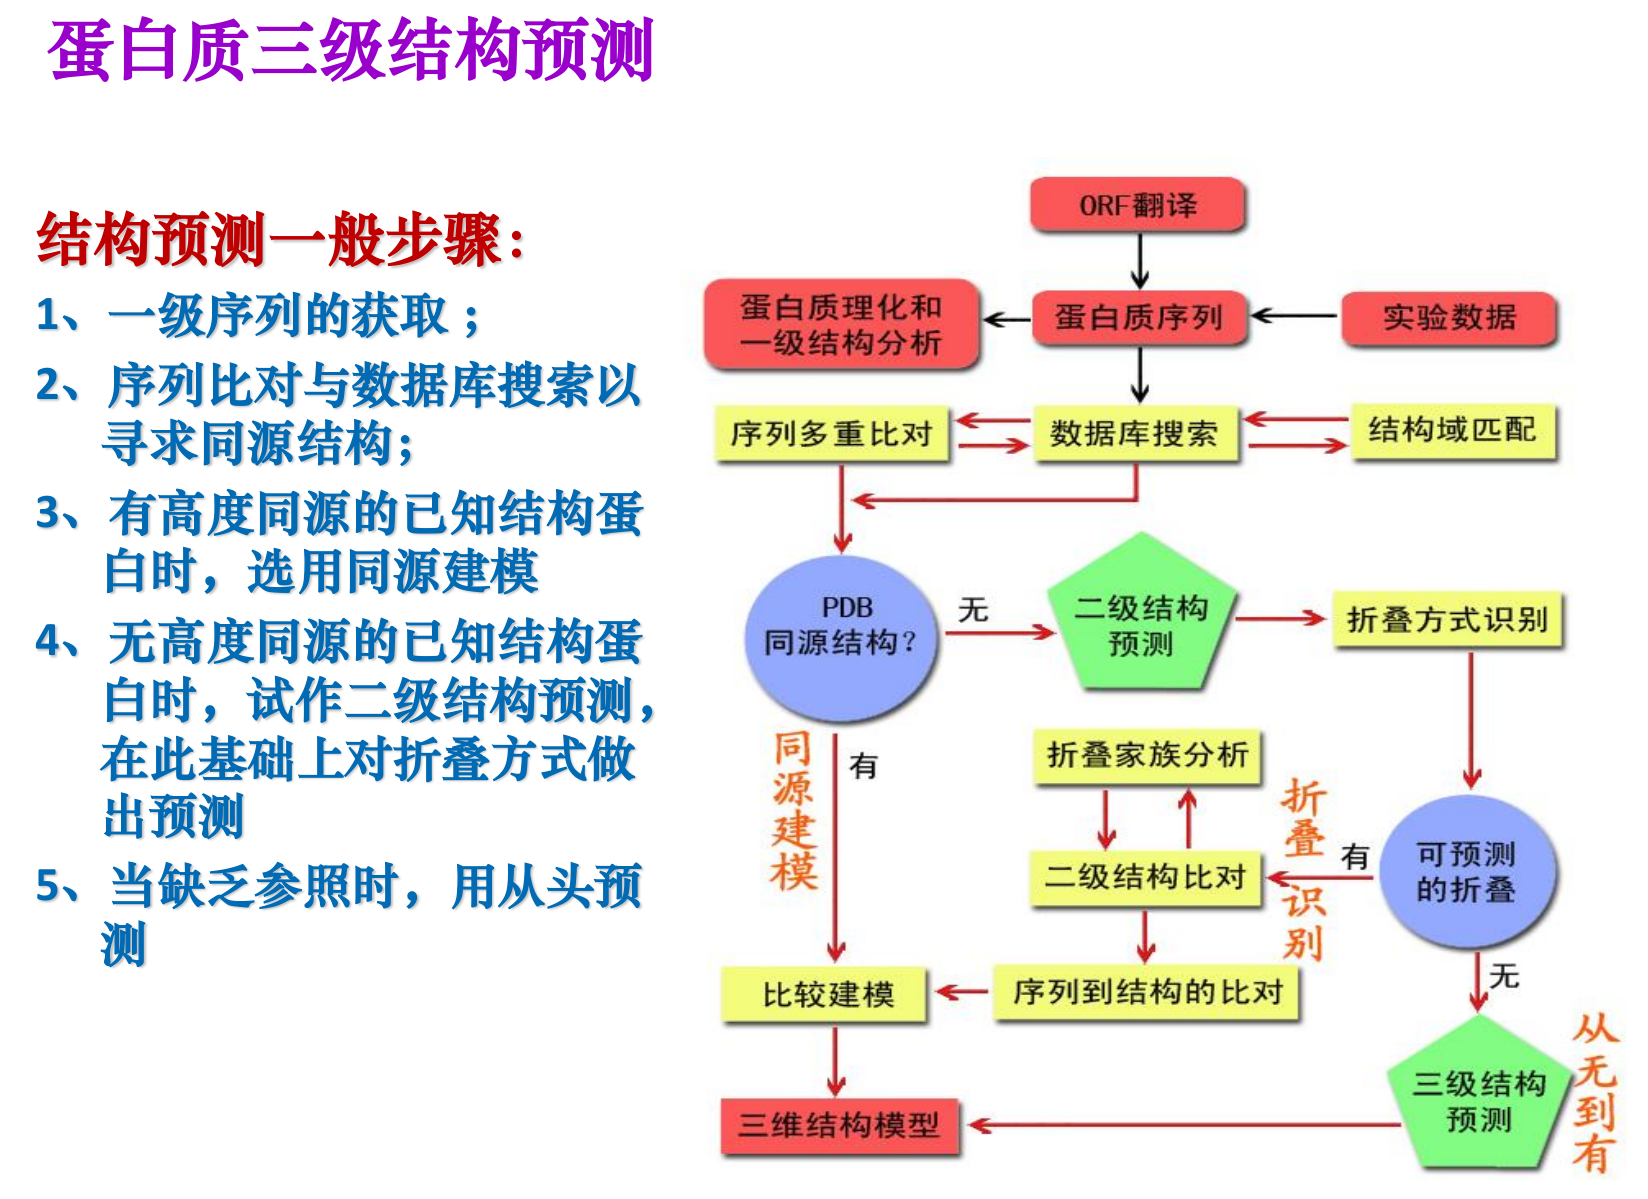 蛋白质三级结构预测
结构预测一般步骤：
1、一级序列的获取；
2、序列比对与数据库搜索以
寻求同源结构；
3、有高度同源的已知结构蛋
白时，选用同源建模
4、无高度同源的已知结构蛋
白时，试作二级结构预测，
在此基础上对折叠方式做
出预测
5、当缺乏参照时，用从头预
测
ORF翻译
蛋白质理化和
一级结构分析
蛋白质序列
实验数据
序列多重比对
数据库搜索
结构域匹配
PDB
同源结构？
无
二级结构
预测
折叠方式识别
同源建模
有
折叠家族分析
折叠识别
有
可预测
的折叠
二级结构比对
无
比较建模
序列到结构的比对
从无到有
三级结构
预测
三维结构模型